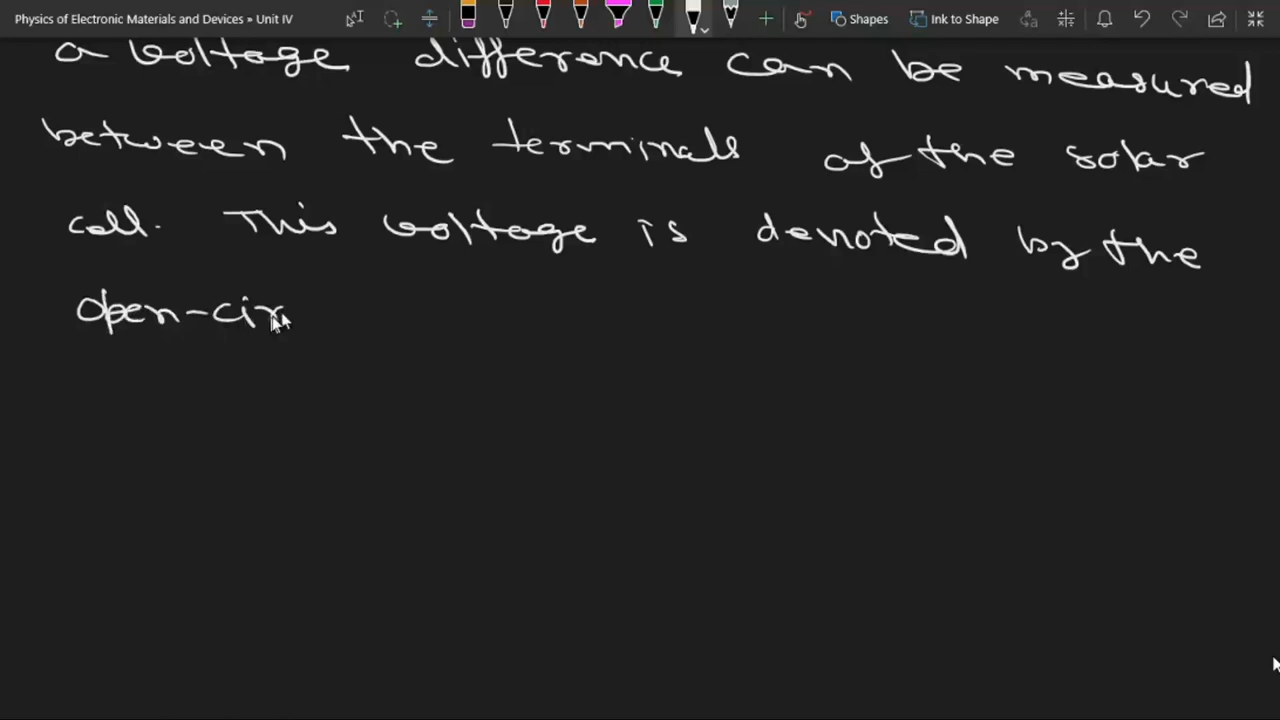 Physics of Electronic Materials and Devices » Unit IV Shapes Ink to Shape
a voltage difference can be measured
between the terminals of the solar
cell. This voltage is denoted by the
open-cir